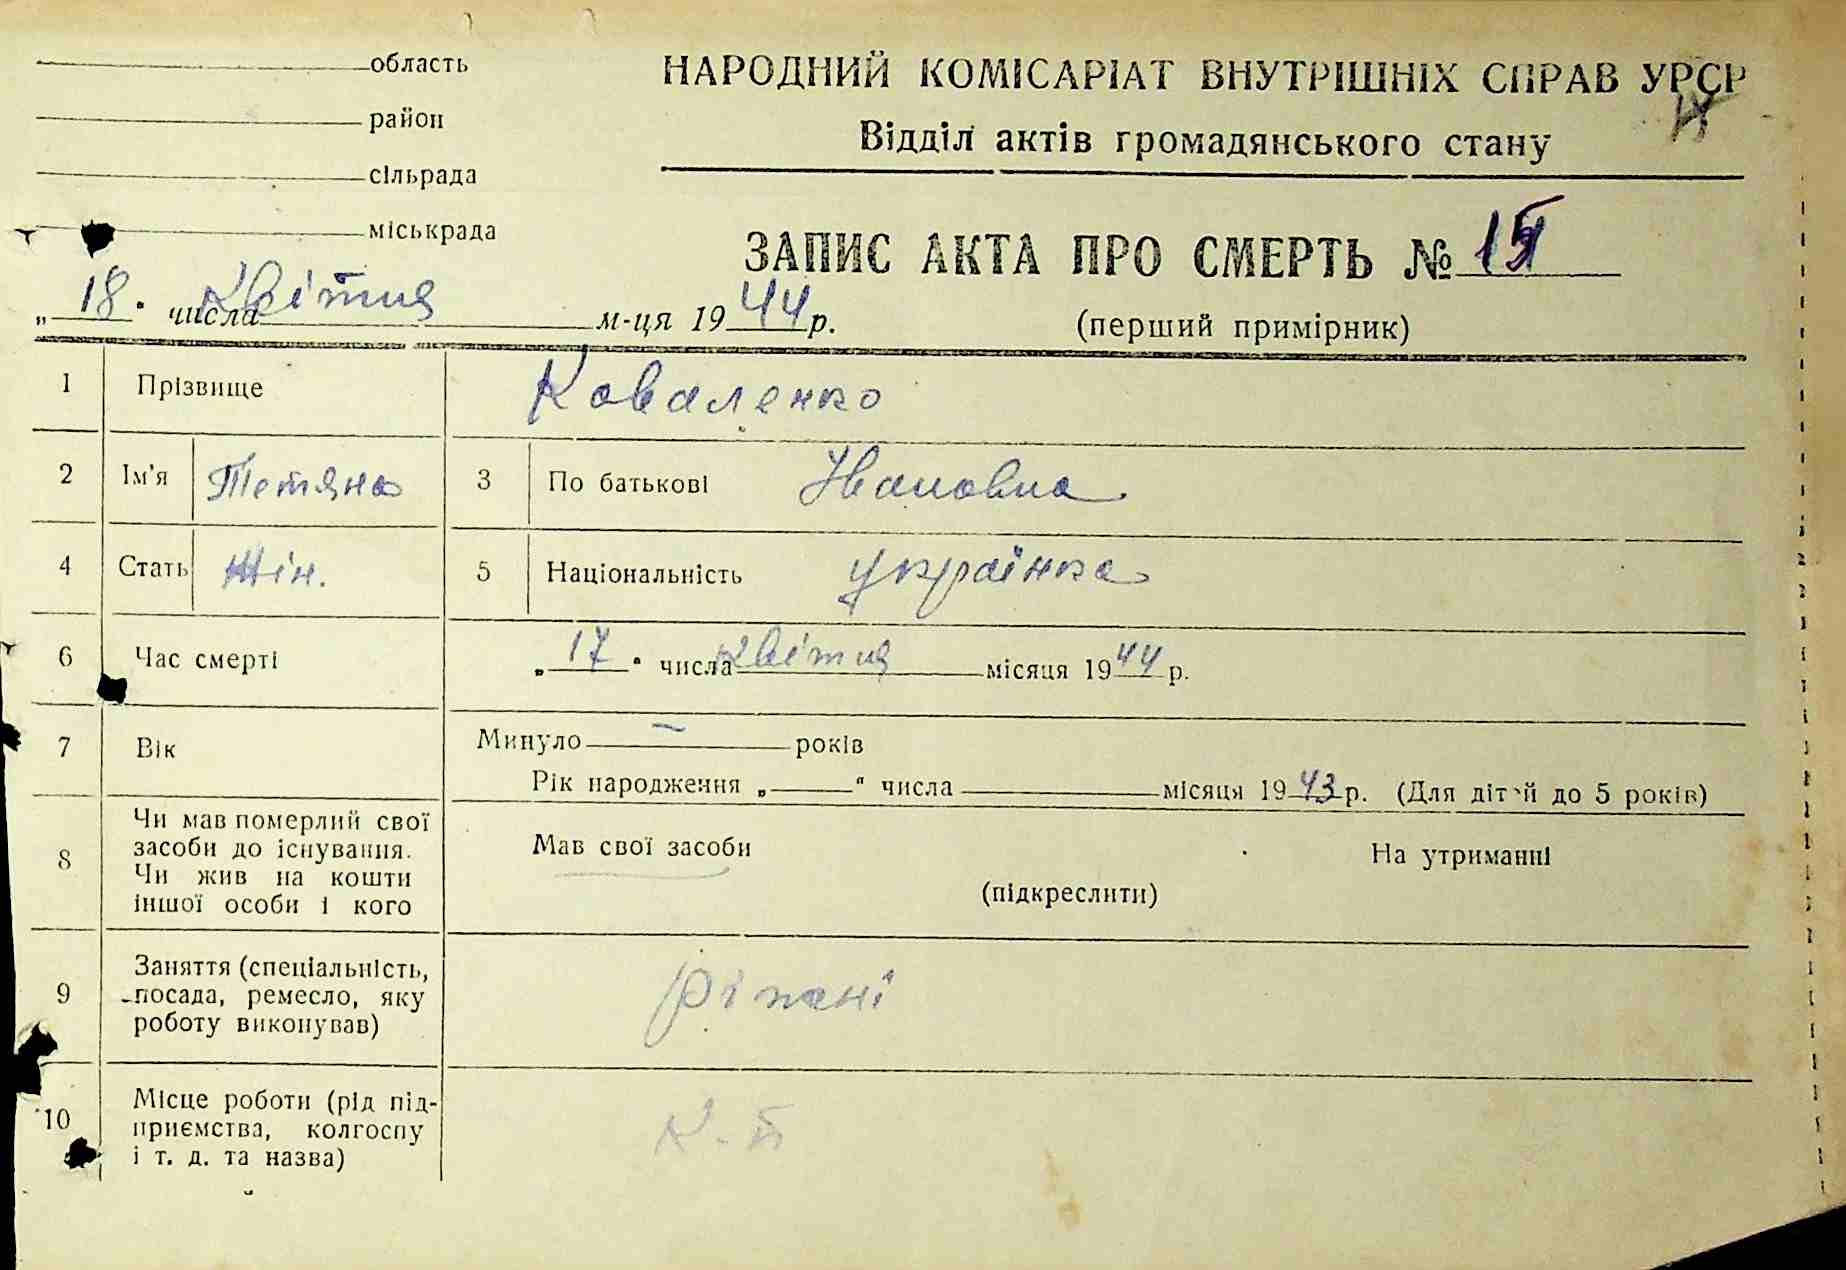 область
район
сільрада
міськрада
НАРОДНИЙ КОМІСАРІАТ ВНУТРІШНІХ СПРАВ УРСР
Відділ актів громадянського стану
ЗАПИС АКТА ПРО СМЕРТЬ №
„18“ числа Квітня м-ця 1944 р.
(перший примірник)
1 Прізвище Коваленко
2 Ім'я Тетяна 3 По батькові Ивановна
4 Стать Жін. 5 Національність українка
6 Час смерті „17“ числа Квітня місяця 1944 р.
7 Вік Минуло — років
Рік народження „ “ числа місяця 1943 р. (Для дітей до 5 років)
8 Чи мав померлий свої
засоби до існування.
Чи жив на кошти
іншої особи і кого
Мав свої засоби На утриманні
(підкреслити)
9 Заняття (спеціальність,
посада, ремесло, яку
роботу виконував)
10 Місце роботи (рід під-
приємства, колгоспу
і т. д. та назва)